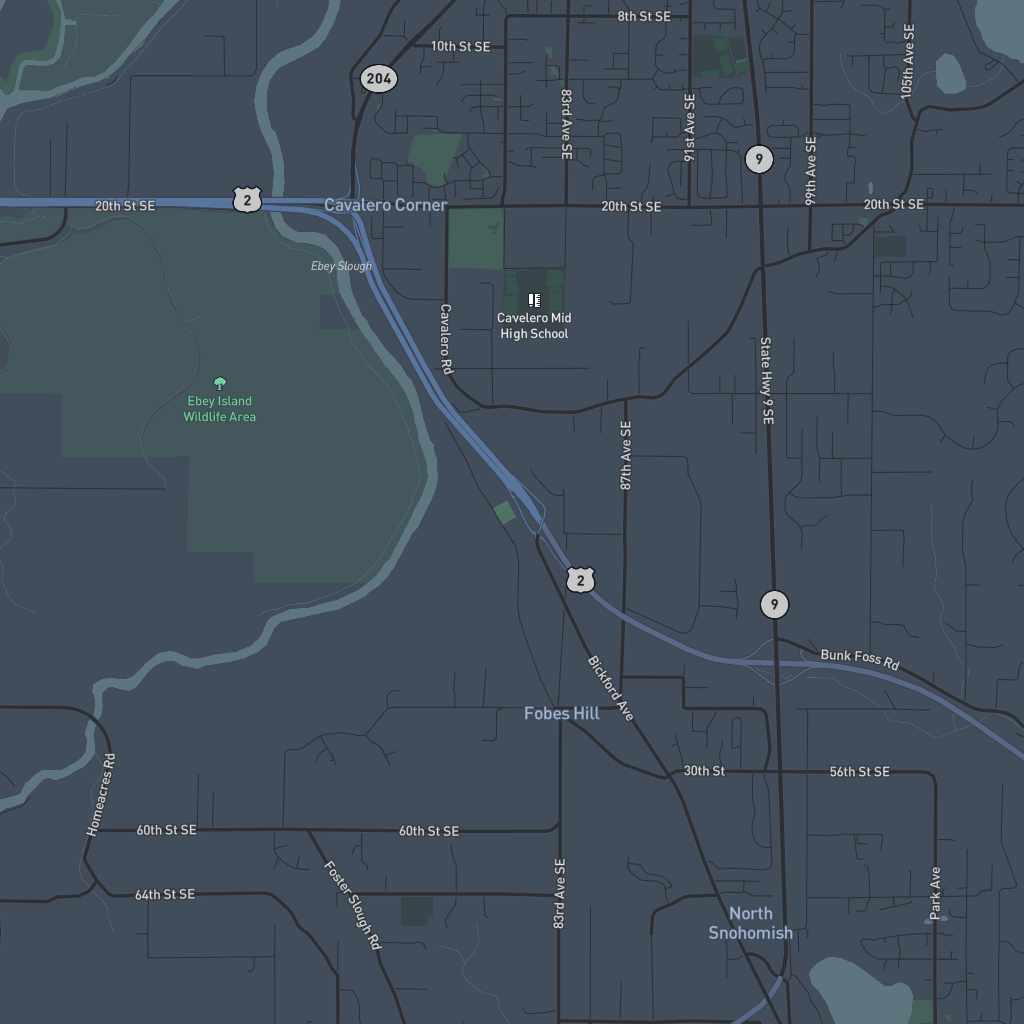 8th St SE
10th St SE
105th Ave SE
204
83rd Ave SE
91st Ave SE
9
99th Ave SE
2
20th St SE
Cavalero Corner
20th St SE
20th St SE
Ebey Slough
Cavelero Mid
High School
Cavalero Rd
State Hwy 9 SE
Ebey Island
Wildlife Area
87th Ave SE
2
9
Bunk Foss Rd
Bickford Ave
Fobes Hill
30th St
56th St SE
Homeacres Rd
60th St SE
60th St SE
64th St SE
Foster Slough Rd
83rd Ave SE
Park Ave
North
Snohomish